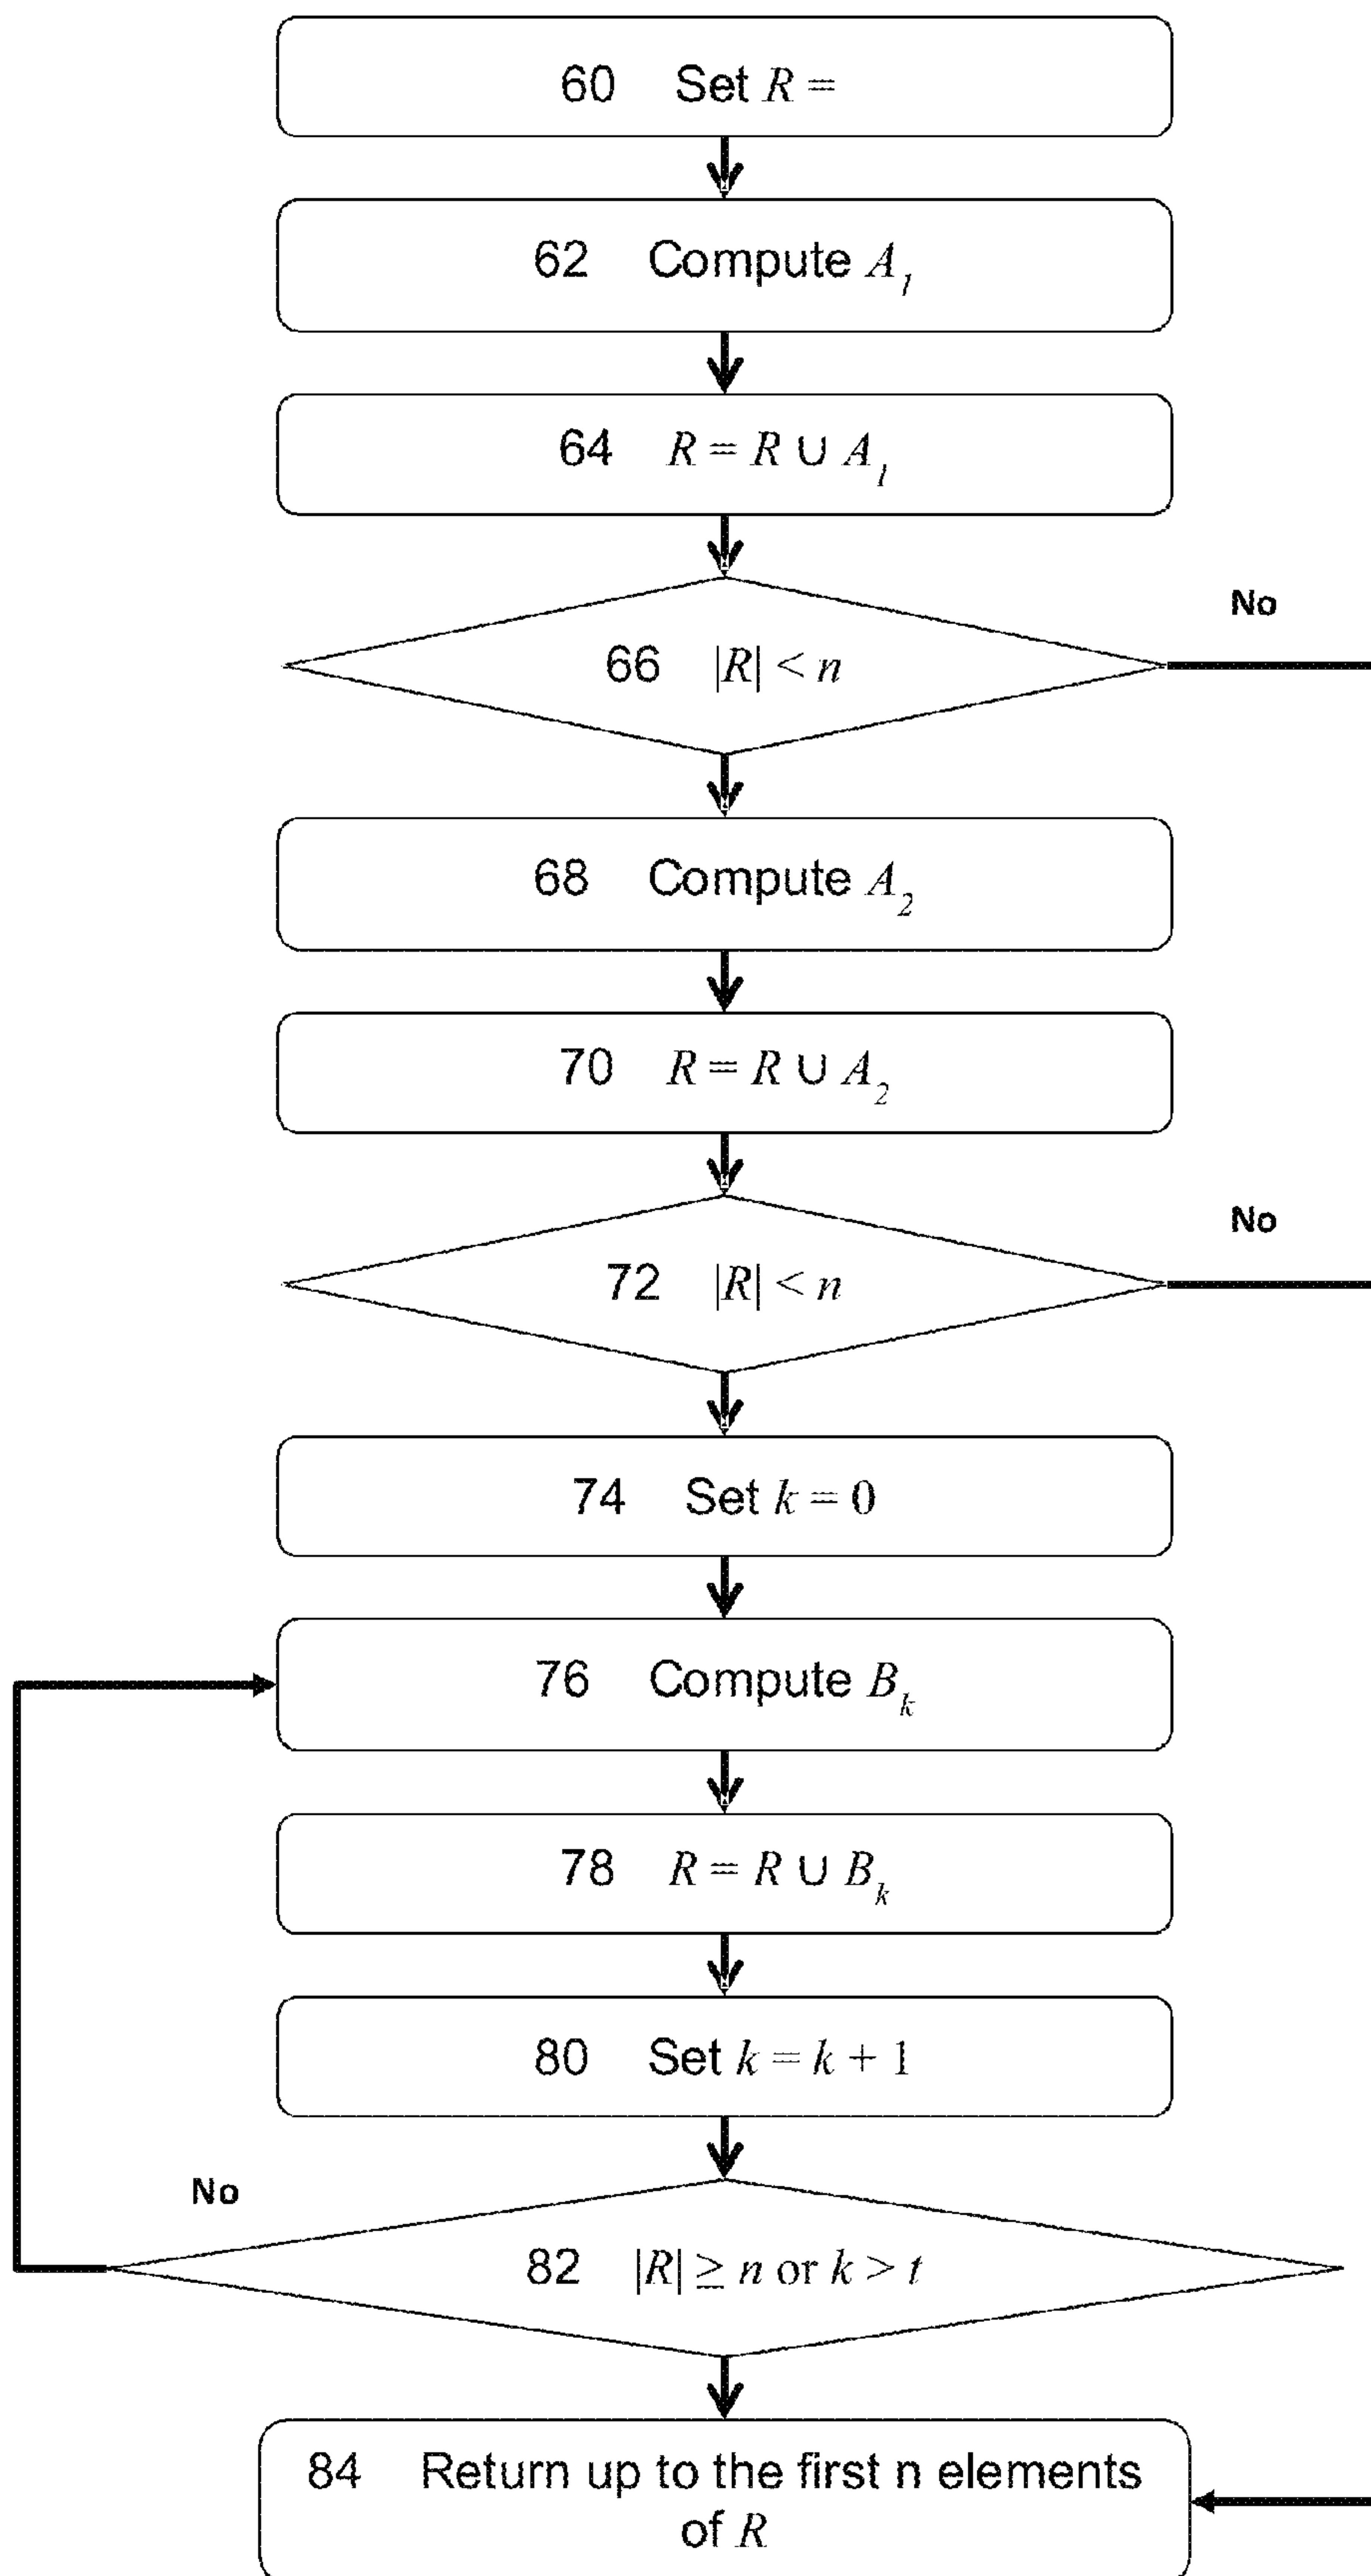 60 Set R =
62 Compute A₁
64 R = R ∪ A₁
No
66 |R| < n
68 Compute A₂
70 R = R ∪ A₂
No
72 |R| < n
74 Set k = 0
76 Compute Bₖ
78 R = R ∪ Bₖ
80 Set k = k + 1
No
82 |R| ≥ n or k > t
84 Return up to the first n elements
of R